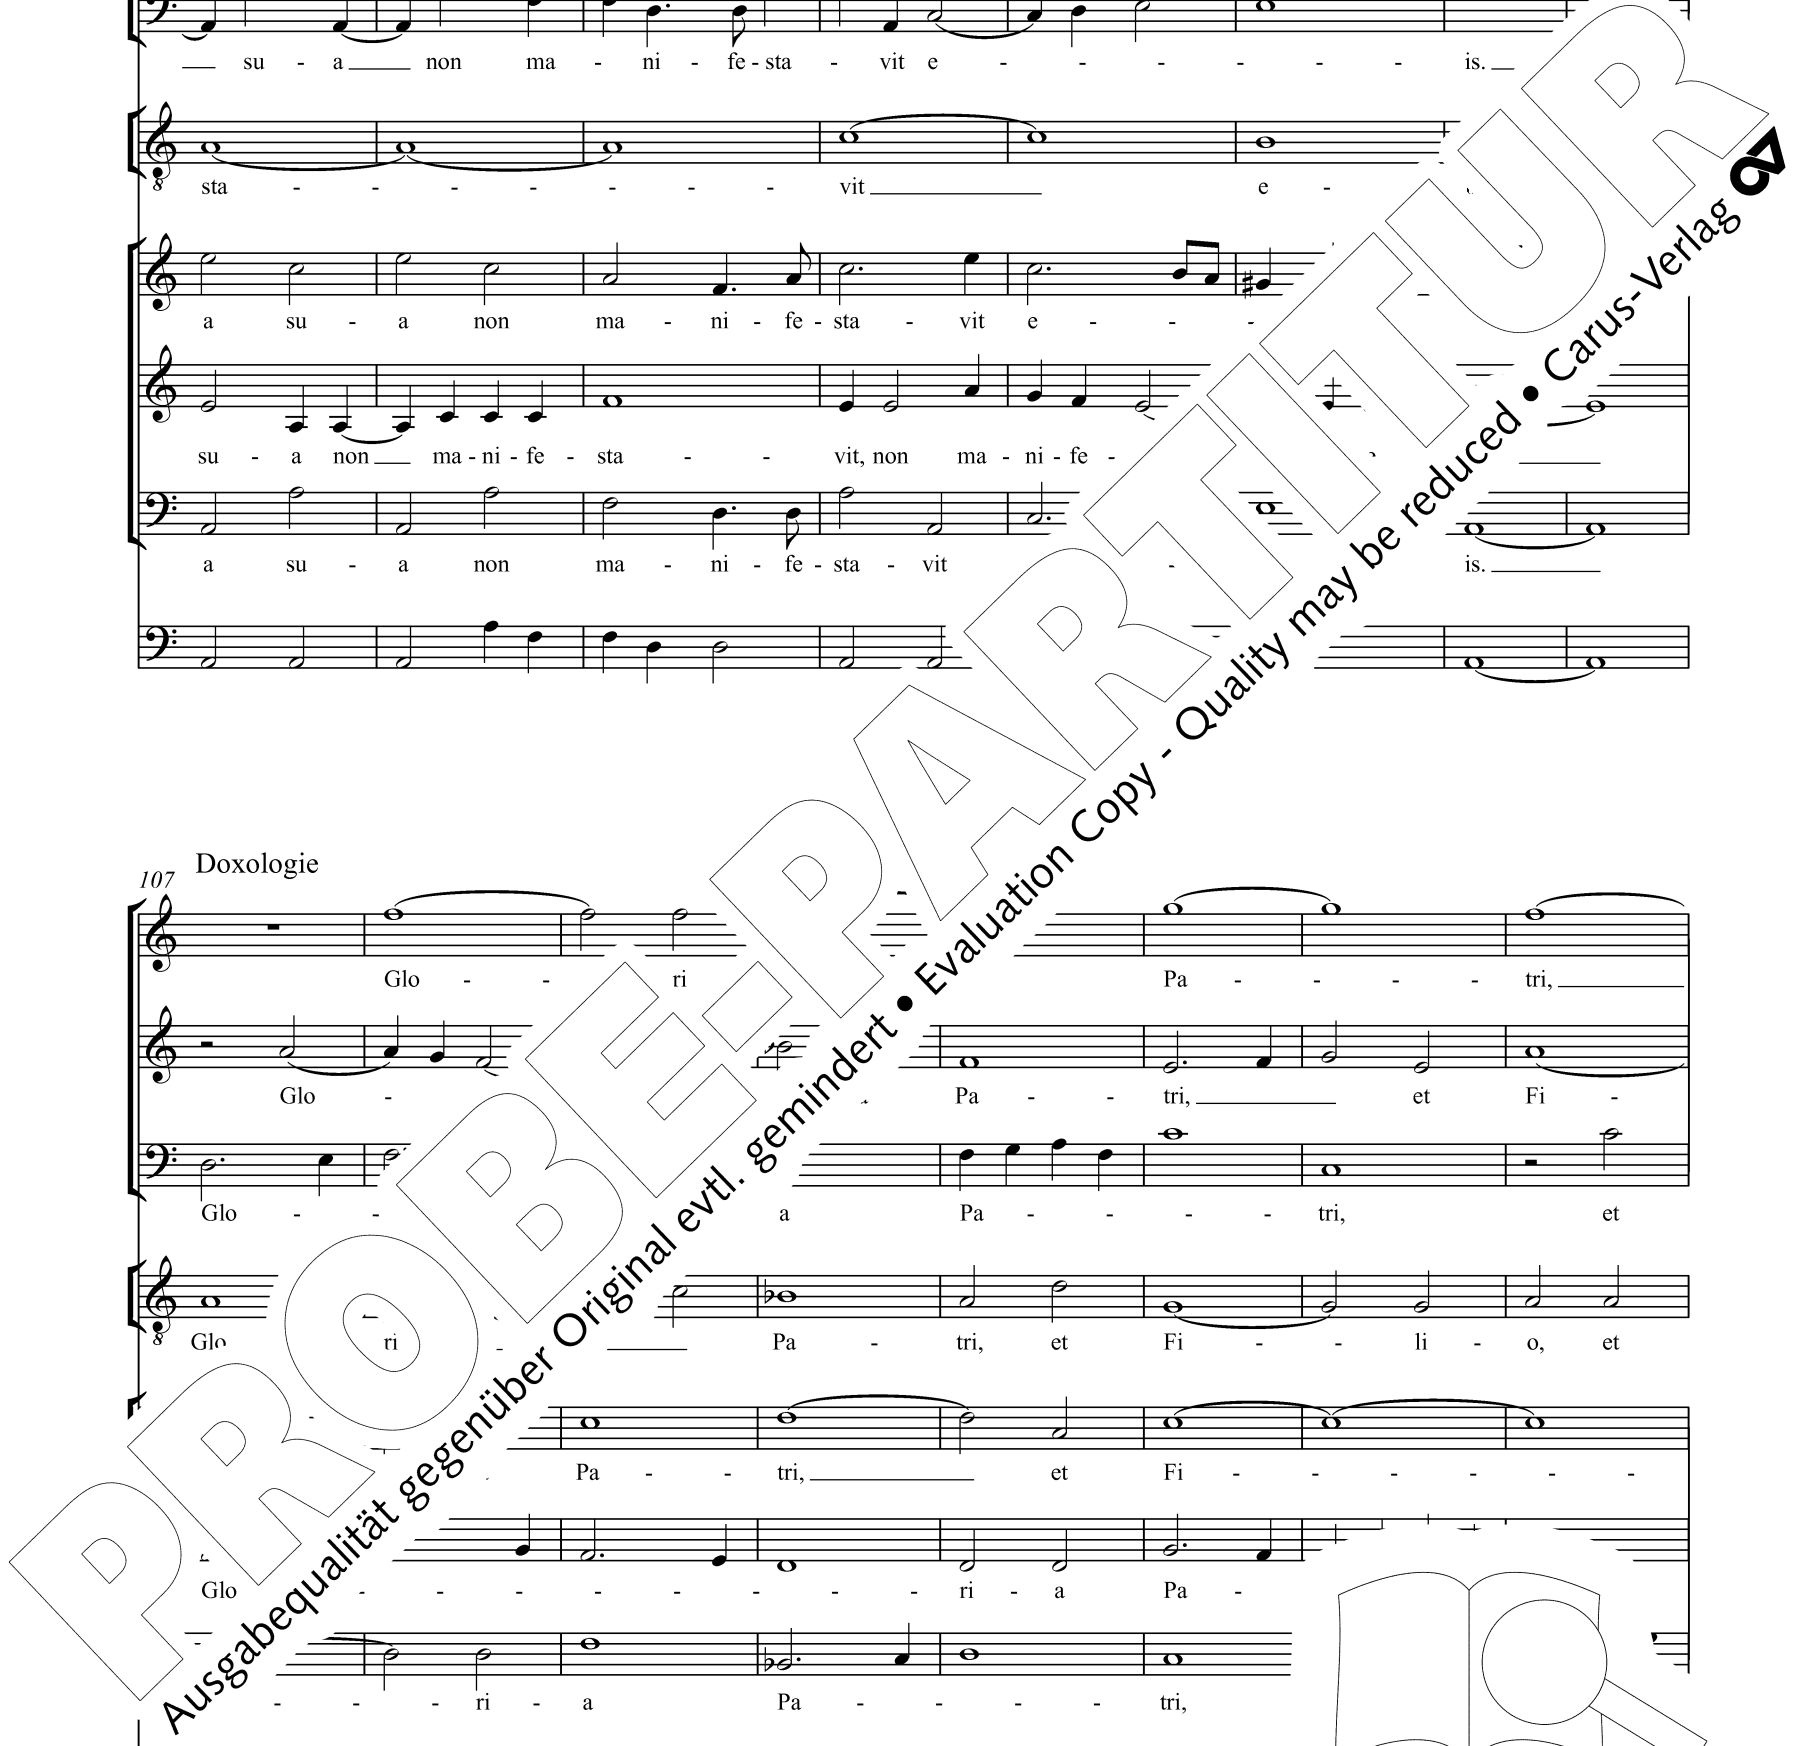 su - a non ma - ni - fe - sta - vit e - - - - - - is.
sta - - - - - - - - vit e -
a su - a non ma - ni - fe - sta - vit e - - -
su - a non ma - ni - fe - sta - - vit, non ma - ni - fe -
a su - a non ma - ni - fe - sta - vit - is.
Doxologie
107
Glo - - ri Pa - - - - tri,
Glo - Pa - - tri, et Fi -
Glo - - a Pa - - - - tri, et
Glo ri - Pa - tri, et Fi - - li - o, et
Pa - - tri, et Fi - - - - - -
Glo - - - - - - - - ri - a Pa -
- - - ri - a Pa - - - - tri,
PROBE-PARTITUR
Ausgabequalität gegenüber Original evtl. gemindert • Evaluation Copy - Quality may be reduced • Carus-Verlag